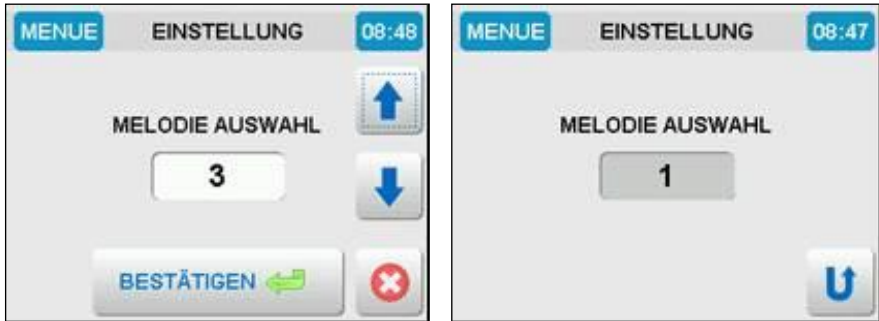 MENUE EINSTELLUNG 08:48
MELODIE AUSWAHL
3
BESTÄTIGEN
MENUE EINSTELLUNG 08:47
MELODIE AUSWAHL
1